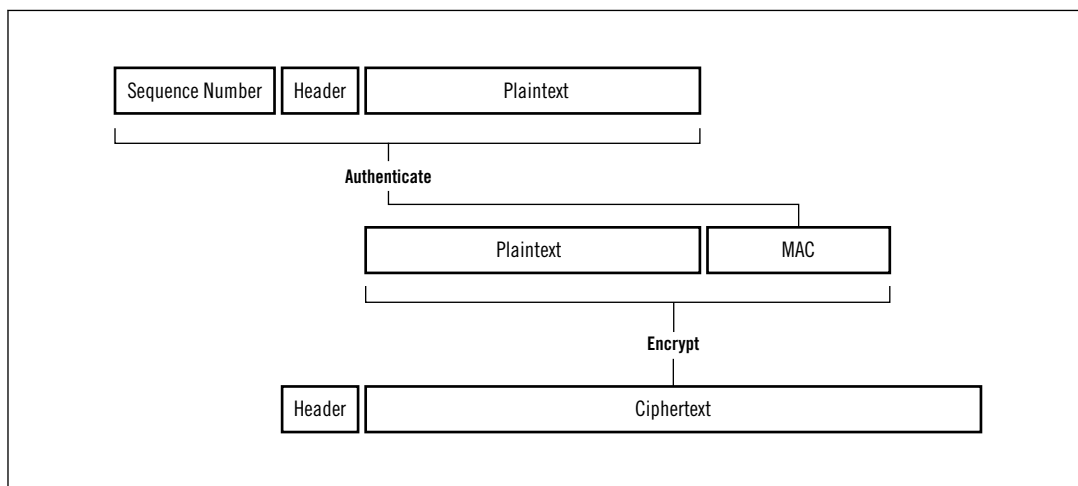 Sequence Number
Header
Plaintext
Authenticate
Plaintext
MAC
Encrypt
Header
Ciphertext